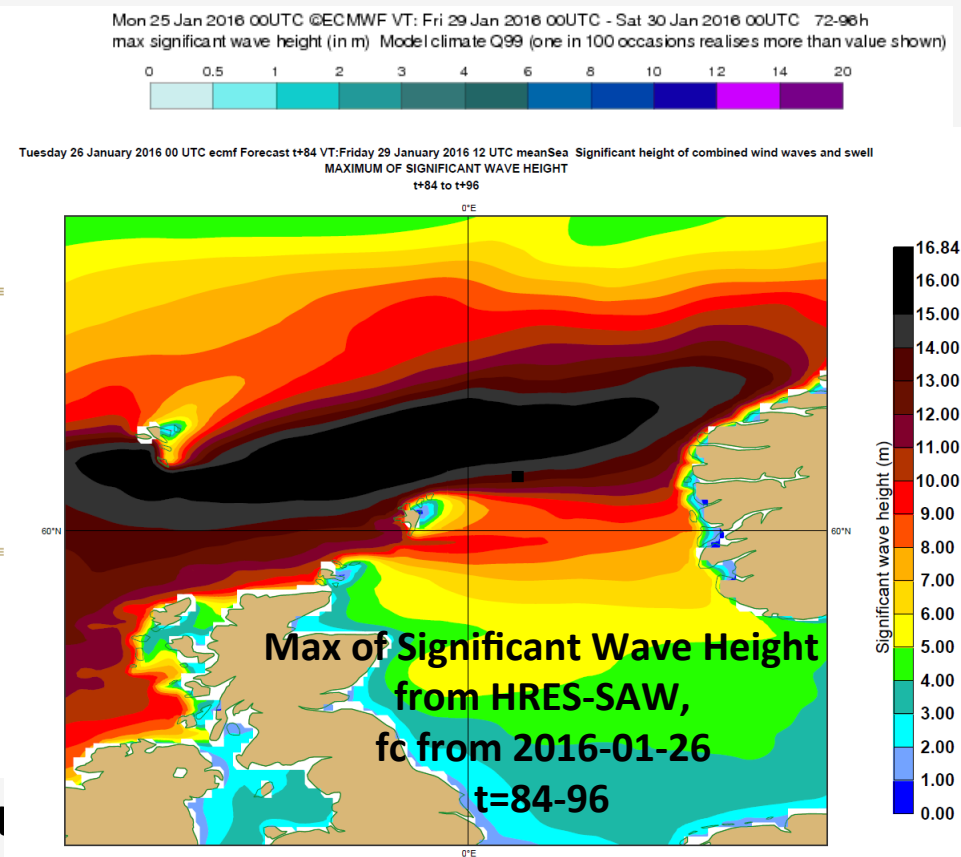 Mon 25 Jan 2016 00UTC ©ECMWF VT: Fri 29 Jan 2016 00UTC - Sat 30 Jan 2016 00UTC 72-96h
max significant wave height (in m) Model climate Q99 (one in 100 occasions realises more than value shown)
0 0.5 1 2 3 4 6 8 10 12 14 20
Tuesday 26 January 2016 00 UTC ecmf Forecast t+84 VT:Friday 29 January 2016 12 UTC meanSea Significant height of combined wind waves and swell
MAXIMUM OF SIGNIFICANT WAVE HEIGHT
t+84 to t+96
0°E
16.84
16.00
15.00
14.00
13.00
12.00
11.00
10.00
9.00
8.00
7.00
6.00
5.00
4.00
3.00
2.00
1.00
0.00
Significant wave height (m)
60°N
60°N
Max of Significant Wave Height
from HRES-SAW,
fc from 2016-01-26
t=84-96
0°E